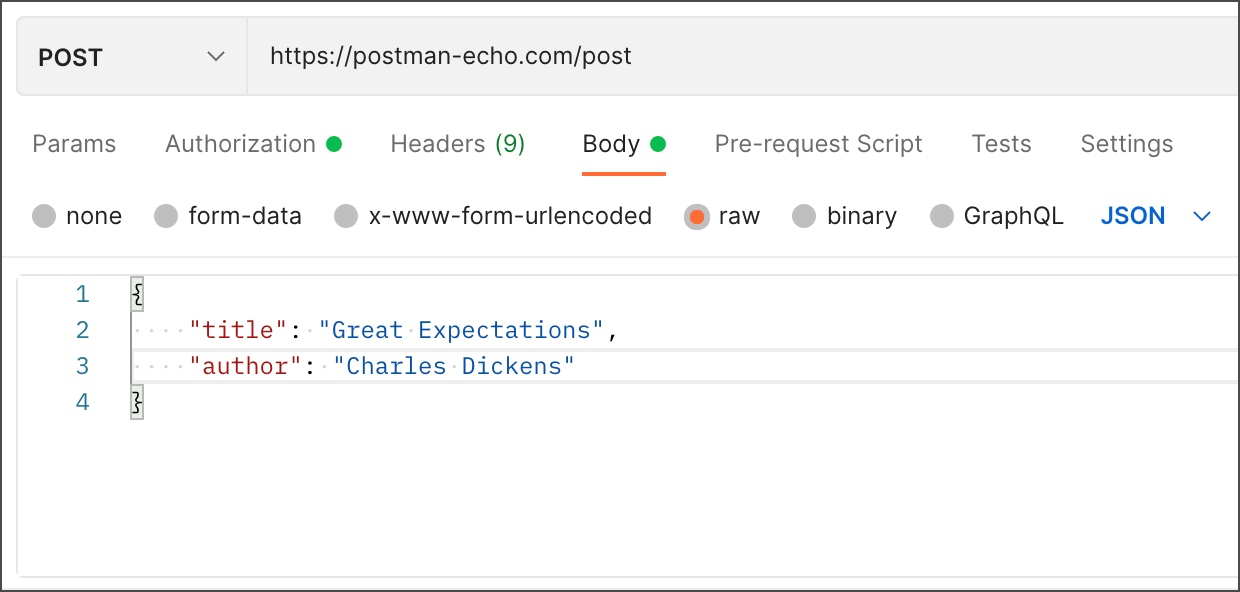 POST https://postman-echo.com/post
Params Authorization Headers (9) Body Pre-request Script Tests Settings
none form-data x-www-form-urlencoded raw binary GraphQL JSON
1 {
2 "title": "Great Expectations",
3 "author": "Charles Dickens"
4 }